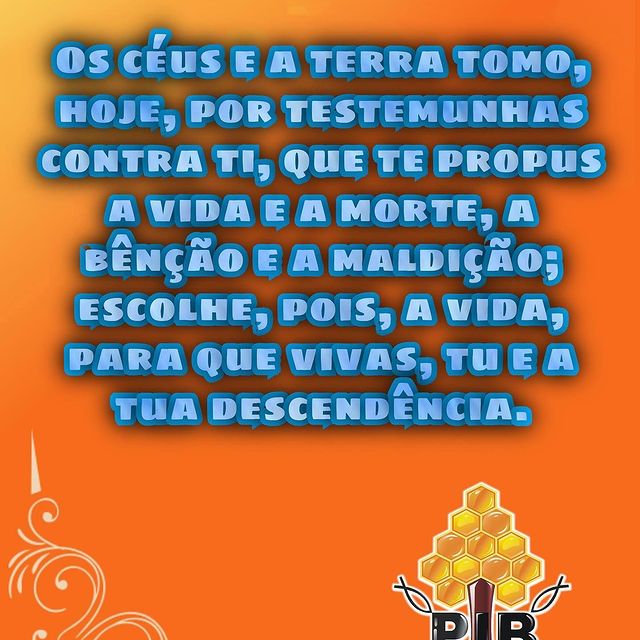 Os céus e a terra tomo,
hoje, por testemunhas
contra ti, que te propus
a vida e a morte, a
bênção e a maldição;
escolhe, pois, a vida,
para que vivas, tu e a
tua descendência.
PIB